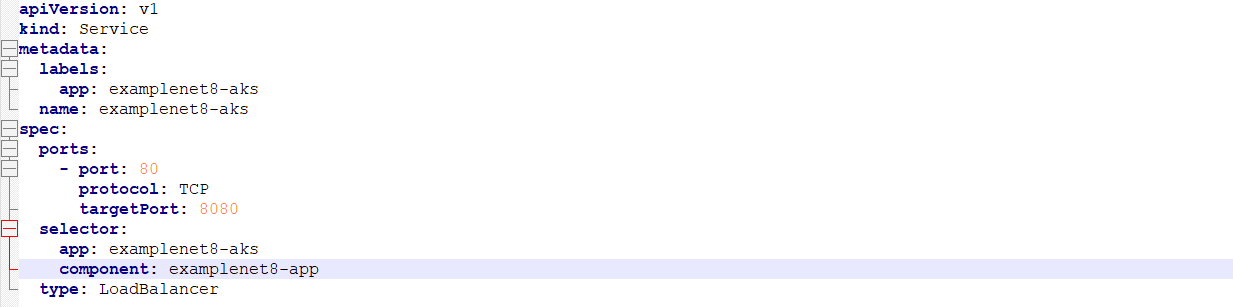 apiVersion: v1
kind: Service
metadata:
  labels:
    app: examplenet8-aks
  name: examplenet8-aks
spec:
  ports:
    - port: 80
      protocol: TCP
      targetPort: 8080
  selector:
    app: examplenet8-aks
    component: examplenet8-app
  type: LoadBalancer